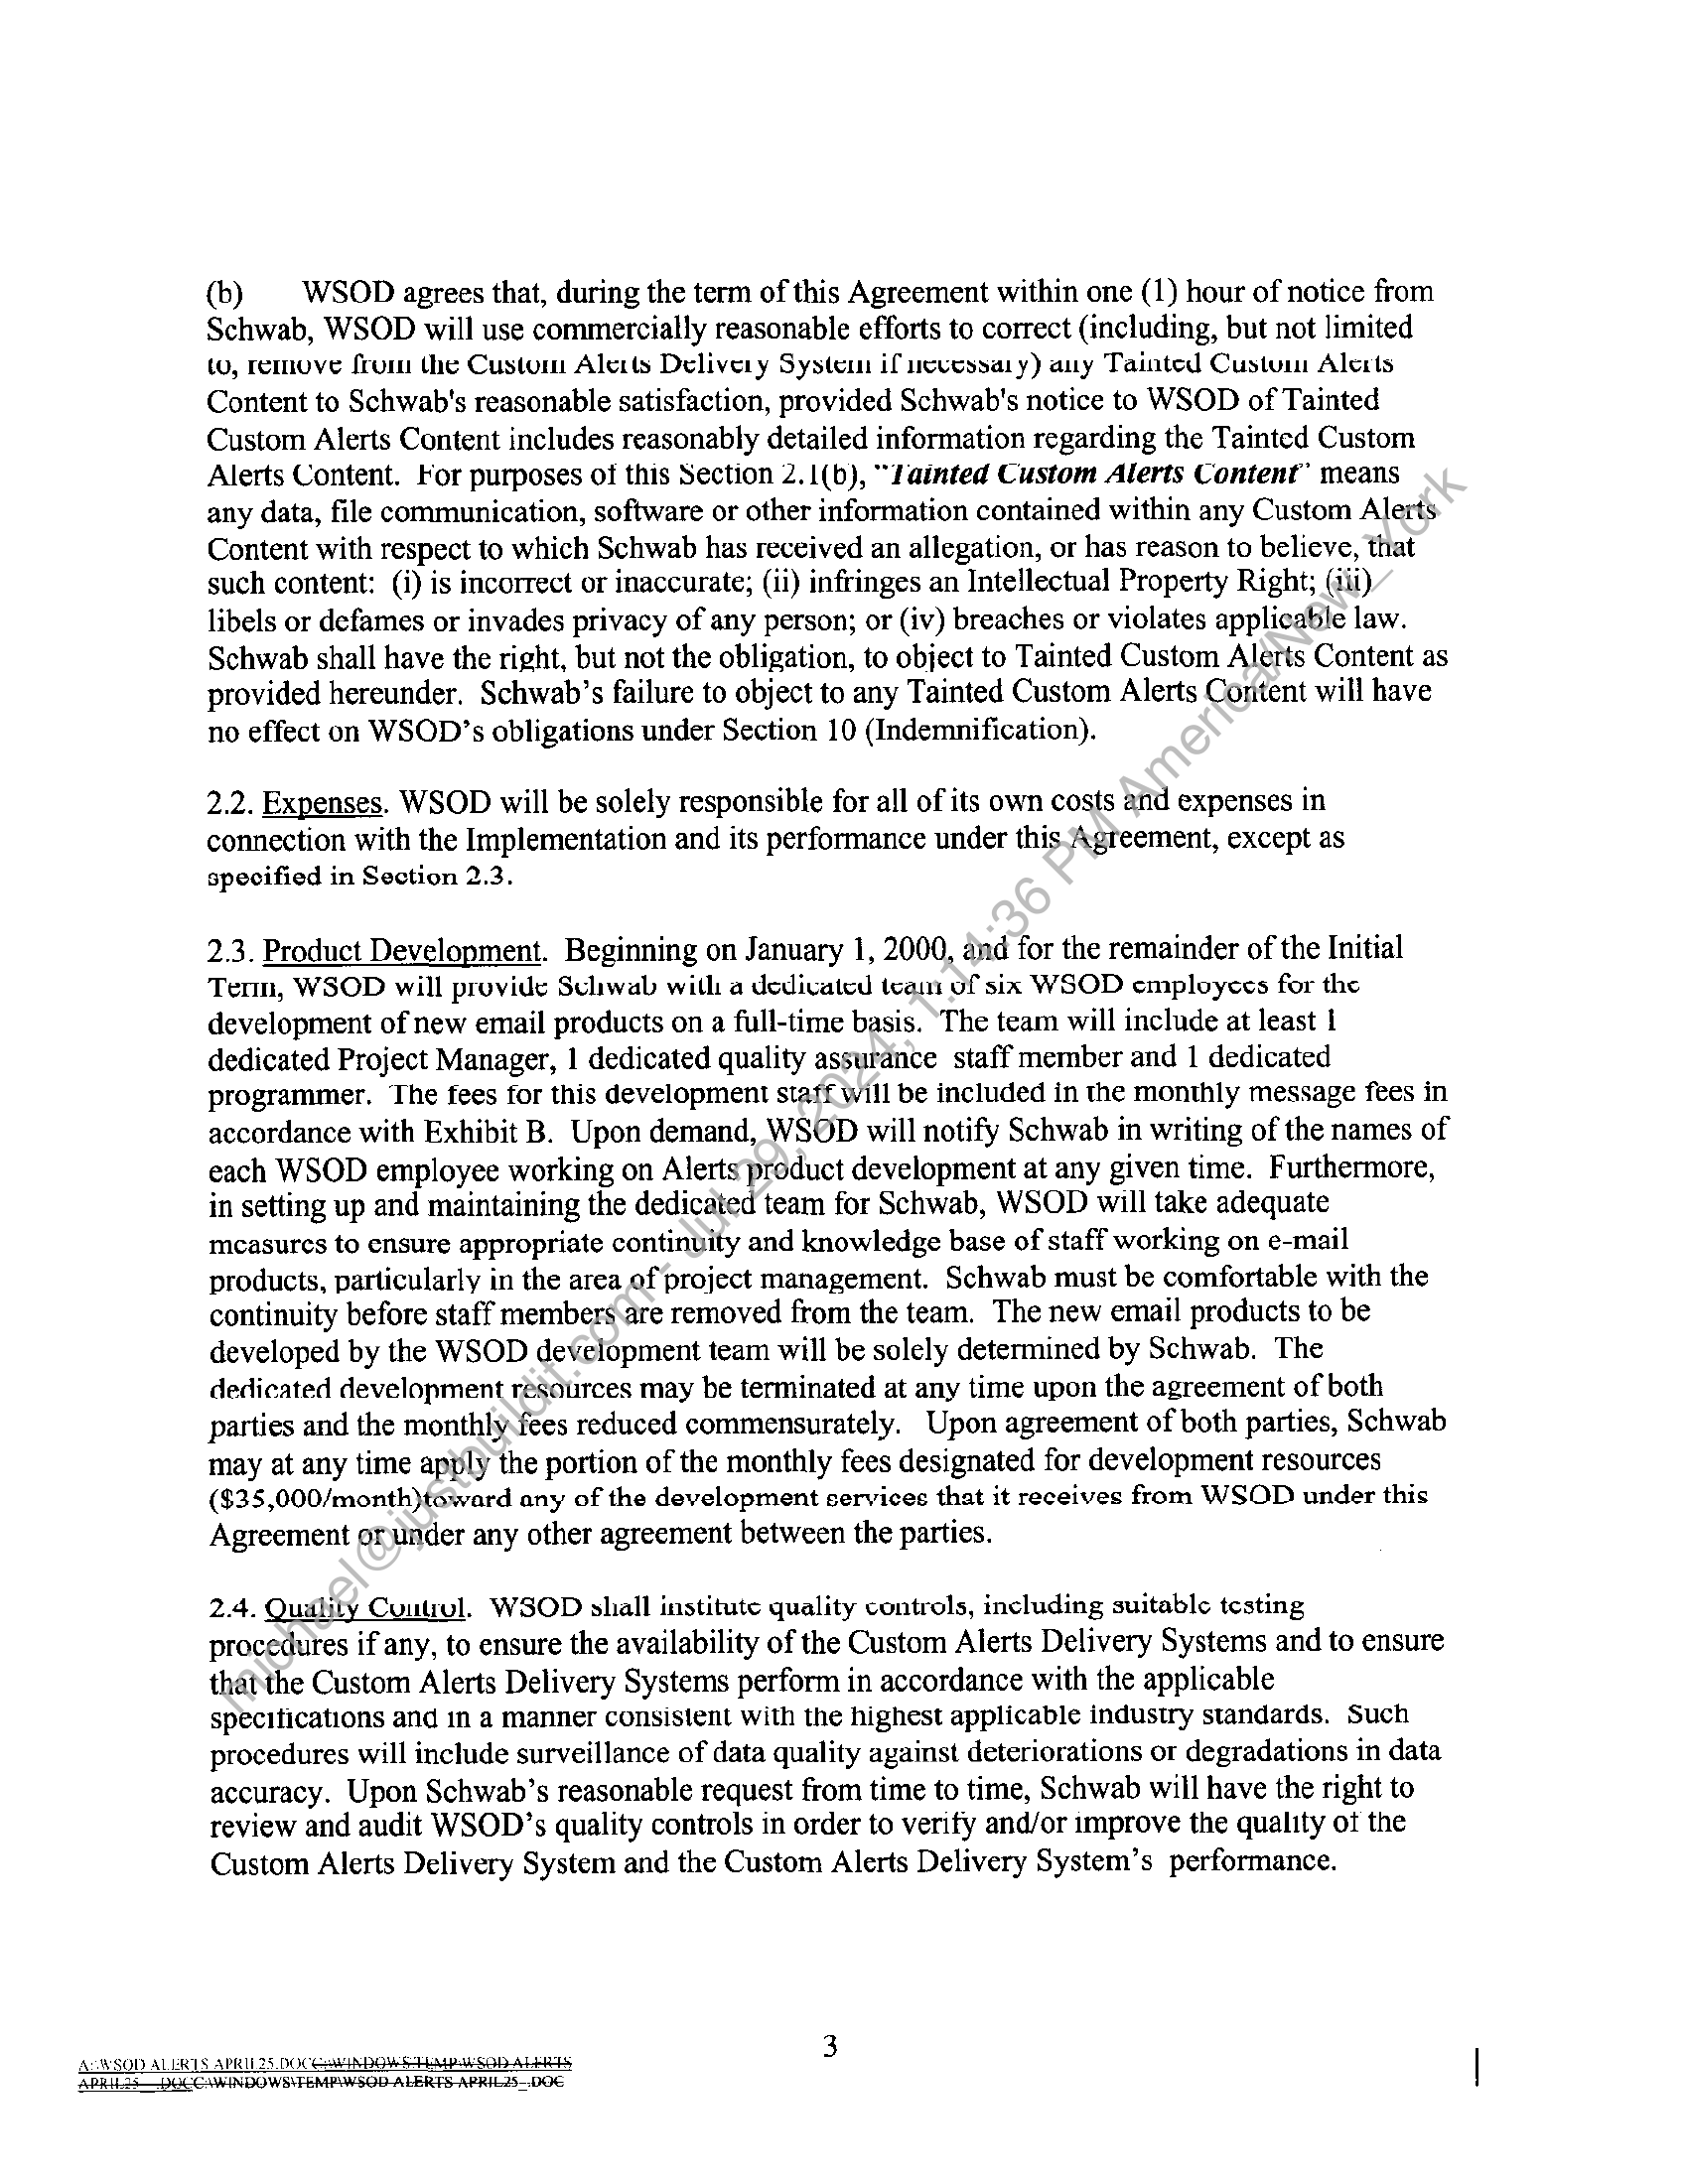 (b) WSOD agrees that, during the term of this Agreement within one (1) hour of notice from
Schwab, WSOD will use commercially reasonable efforts to correct (including, but not limited
to, remove from the Custom Alerts Delivery System if necessary) any Tainted Custom Alerts
Content to Schwab's reasonable satisfaction, provided Schwab's notice to WSOD of Tainted
Custom Alerts Content includes reasonably detailed information regarding the Tainted Custom
Alerts Content. For purposes of this Section 2.1(b), "Tainted Custom Alerts Content" means
any data, file communication, software or other information contained within any Custom Alerts
Content with respect to which Schwab has received an allegation, or has reason to believe, that
such content: (i) is incorrect or inaccurate; (ii) infringes an Intellectual Property Right; (iii)
libels or defames or invades privacy of any person; or (iv) breaches or violates applicable law.
Schwab shall have the right, but not the obligation, to object to Tainted Custom Alerts Content as
provided hereunder. Schwab's failure to object to any Tainted Custom Alerts Content will have
no effect on WSOD's obligations under Section 10 (Indemnification).
2.2. Expenses. WSOD will be solely responsible for all of its own costs and expenses in
connection with the Implementation and its performance under this Agreement, except as
specified in Section 2.3.
2.3. Product Development. Beginning on January 1, 2000, and for the remainder of the Initial
Term, WSOD will provide Schwab with a dedicated team of six WSOD employees for the
development of new email products on a full-time basis. The team will include at least 1
dedicated Project Manager, 1 dedicated quality assurance staff member and 1 dedicated
programmer. The fees for this development staff will be included in the monthly message fees in
accordance with Exhibit B. Upon demand, WSOD will notify Schwab in writing of the names of
each WSOD employee working on Alerts product development at any given time. Furthermore,
in setting up and maintaining the dedicated team for Schwab, WSOD will take adequate
measures to ensure appropriate continuity and knowledge base of staff working on e-mail
products, particularly in the area of project management. Schwab must be comfortable with the
continuity before staff members are removed from the team. The new email products to be
developed by the WSOD development team will be solely determined by Schwab. The
dedicated development resources may be terminated at any time upon the agreement of both
parties and the monthly fees reduced commensurately. Upon agreement of both parties, Schwab
may at any time apply the portion of the monthly fees designated for development resources
($35,000/month)toward any of the development services that it receives from WSOD under this
Agreement or under any other agreement between the parties.
2.4. Quality Control. WSOD shall institute quality controls, including suitable testing
procedures if any, to ensure the availability of the Custom Alerts Delivery Systems and to ensure
that the Custom Alerts Delivery Systems perform in accordance with the applicable
specifications and in a manner consistent with the highest applicable industry standards. Such
procedures will include surveillance of data quality against deteriorations or degradations in data
accuracy. Upon Schwab's reasonable request from time to time, Schwab will have the right to
review and audit WSOD's quality controls in order to verify and/or improve the quality of the
Custom Alerts Delivery System and the Custom Alerts Delivery System's performance.
3
A:\WSOD ALERTS APRIL25.DOCC:\WINDOWS\TEMP\WSOD ALERTS
APRIL25_.DOCC:\WINDOWS\TEMP\WSOD ALERTS APRIL25_.DOC
michael@justbuildit.com - Jul 29, 2024, 1:14:36 PM America/New_York